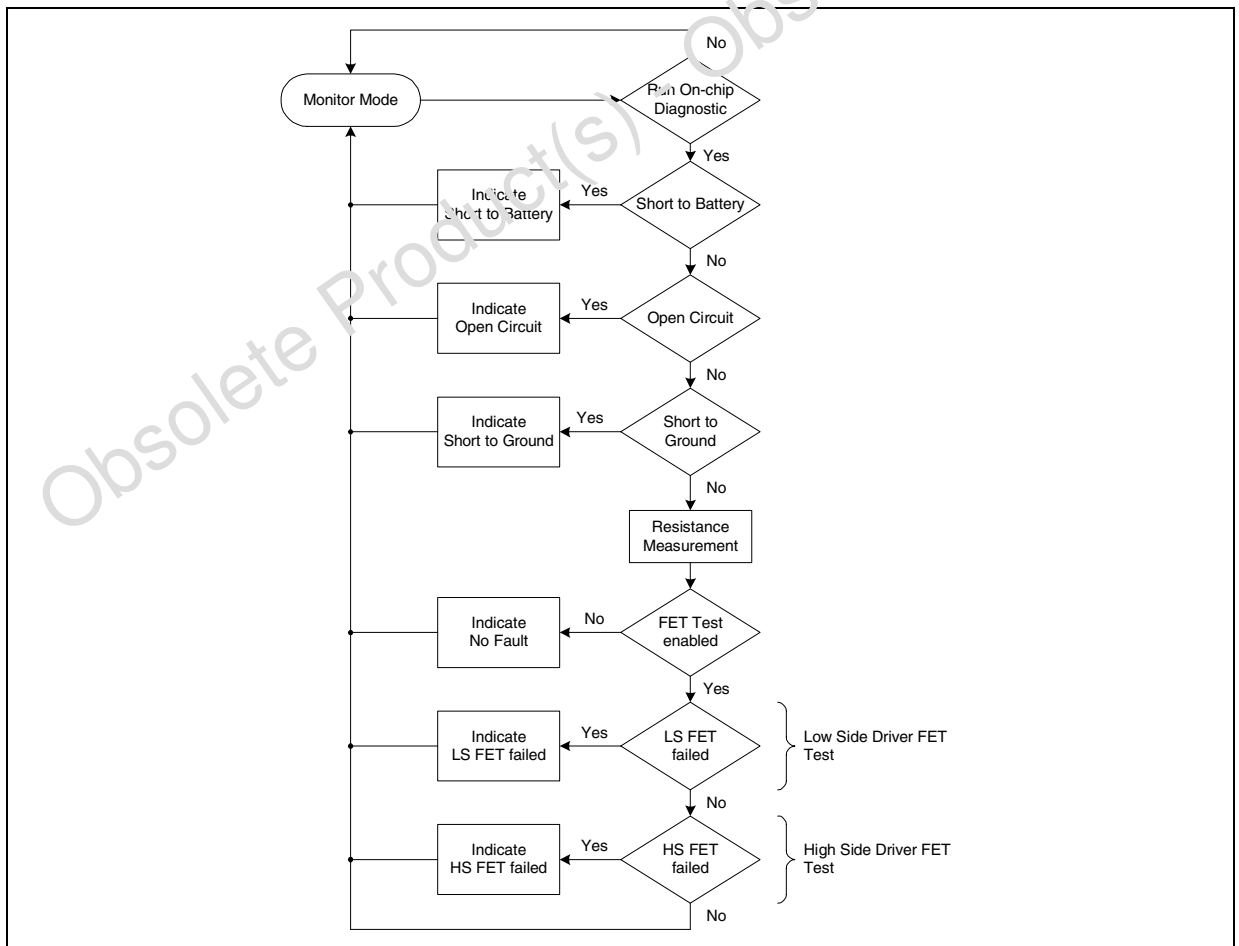 No
Monitor Mode
Run On-chip
Diagnostic
Yes
Indicate
Short to Battery
Yes
Short to Battery
No
Indicate
Open Circuit
Yes
Open Circuit
No
Indicate
Short to Ground
Yes
Short to
Ground
No
Resistance
Measurement
Indicate
No Fault
No
FET Test
enabled
Yes
Indicate
LS FET failed
Yes
LS FET
failed
Low Side Driver FET
Test
No
Indicate
HS FET failed
Yes
HS FET
failed
High Side Driver FET
Test
No
Obsolete Product(s) - Obs